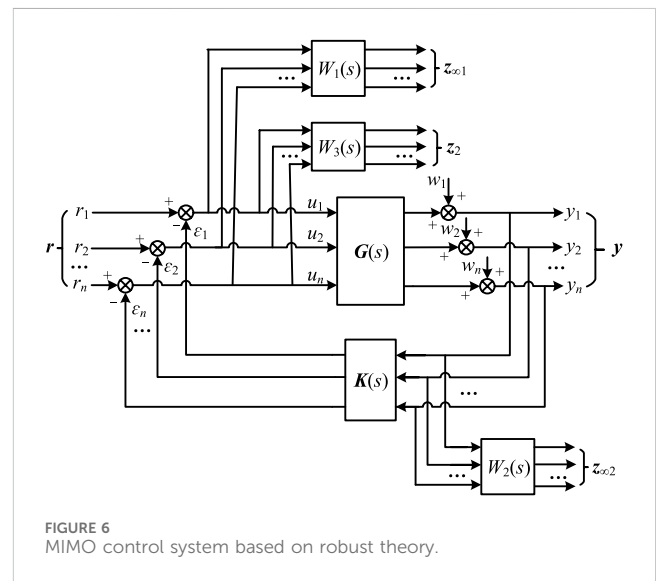 W₁(s)
...
...
z∞1
W₃(s)
...
...
z₂
w₁
r
r₁
+
−
ε₁
u₁
+
+
y₁
r₂
+
−
ε₂
u₂
G(s)
w₂
+
+
y₂
y
...
...
rₙ
+
−
εₙ
uₙ
wₙ
+
+
yₙ
...
K(s)
...
W₂(s)
...
...
z∞2
FIGURE 6
MIMO control system based on robust theory.